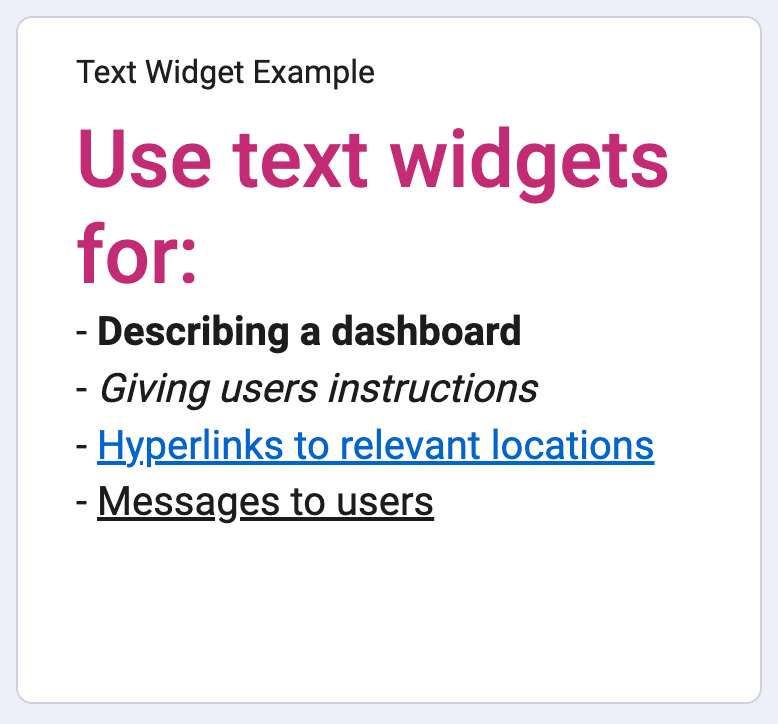 Text Widget Example
Use text widgets
for:
- Describing a dashboard
- Giving users instructions
- Hyperlinks to relevant locations
- Messages to users